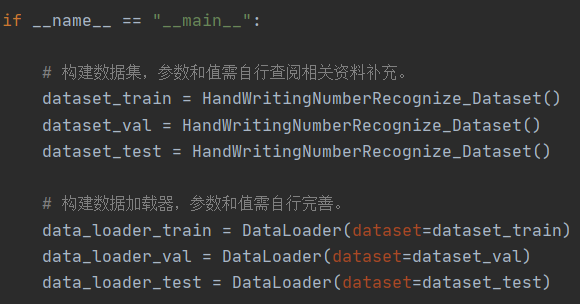 if __name__ == "__main__":
# 构建数据集，参数和值需自行查阅相关资料补充。
dataset_train = HandWritingNumberRecognize_Dataset()
dataset_val = HandWritingNumberRecognize_Dataset()
dataset_test = HandWritingNumberRecognize_Dataset()
# 构建数据加载器，参数和值需自行完善。
data_loader_train = DataLoader(dataset=dataset_train)
data_loader_val = DataLoader(dataset=dataset_val)
data_loader_test = DataLoader(dataset=dataset_test)